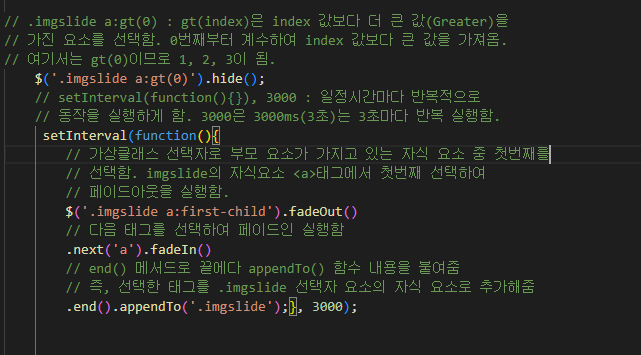 // .imgslide a:gt(0) : gt(index)은 index 값보다 더 큰 값(Greater)을
// 가진 요소를 선택함. 0번째부터 계수하여 index 값보다 큰 값을 가져옴.
// 여기서는 gt(0)이므로 1, 2, 3이 됨.
$('.imgslide a:gt(0)').hide();
// setInterval(function(){}), 3000 : 일정시간마다 반복적으로
// 동작을 실행하게 함. 3000은 3000ms(3초)는 3초마다 반복 실행함.
setInterval(function(){
// 가상클래스 선택자로 부모 요소가 가지고 있는 자식 요소 중 첫번째를
// 선택함. imgslide의 자식요소 <a>태그에서 첫번째 선택하여
// 페이드아웃을 실행함.
$('.imgslide a:first-child').fadeOut()
// 다음 태그를 선택하여 페이드인 실행함
.next('a').fadeIn()
// end() 메서드로 끝에다 appendTo() 함수 내용을 붙여줌
// 즉, 선택한 태그를 .imgslide 선택자 요소의 자식 요소로 추가해줌
.end().appendTo('.imgslide');}, 3000);